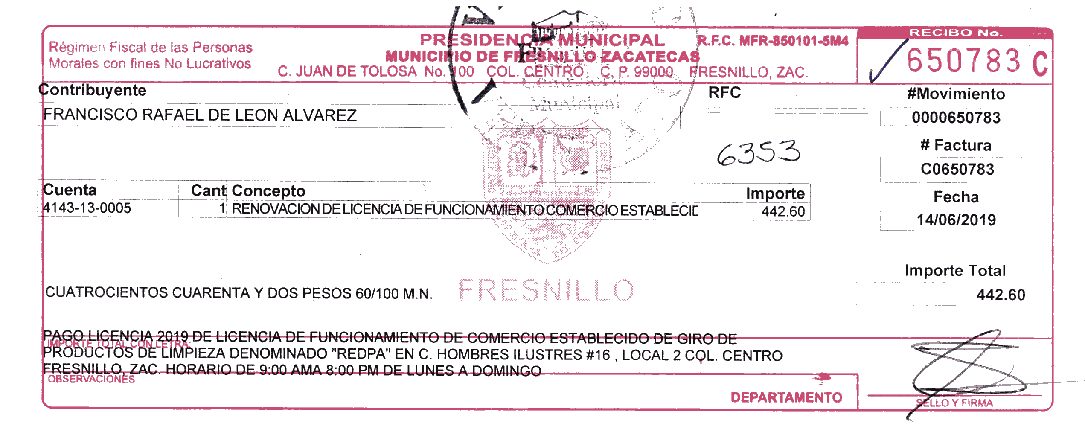 PRESIDENCIA MUNICIPAL
MUNICIPIO DE FRESNILLO ZACATECAS
C. JUAN DE TOLOSA No. 100 COL. CENTRO C. P. 99000 FRESNILLO, ZAC.
R.F.C. MFR-850101-5M4
Régimen Fiscal de las Personas
Morales con fines No Lucrativos
RECIBO No.
650783 C
Contribuyente
FRANCISCO RAFAEL DE LEON ALVAREZ
RFC
#Movimiento
0000650783
6353
# Factura
C0650783
Cuenta Cant Concepto Importe
4143-13-0005 1 RENOVACION DE LICENCIA DE FUNCIONAMIENTO COMERCIO ESTABLECID 442.60
Fecha
14/06/2019
Municipal
FRESNILLO
Importe Total
442.60
CUATROCIENTOS CUARENTA Y DOS PESOS 60/100 M.N.
PAGO LICENCIA 2019 DE LICENCIA DE FUNCIONAMIENTO DE COMERCIO ESTABLECIDO DE GIRO DE
IMPORTE TOTAL CON LETRA
PRODUCTOS DE LIMPIEZA DENOMINADO "REDPA" EN C. HOMBRES ILUSTRES #16 , LOCAL 2 COL. CENTRO
FRESNILLO, ZAC. HORARIO DE 9:00 AMA 8:00 PM DE LUNES A DOMINGO
OBSERVACIONES
DEPARTAMENTO
SELLO Y FIRMA